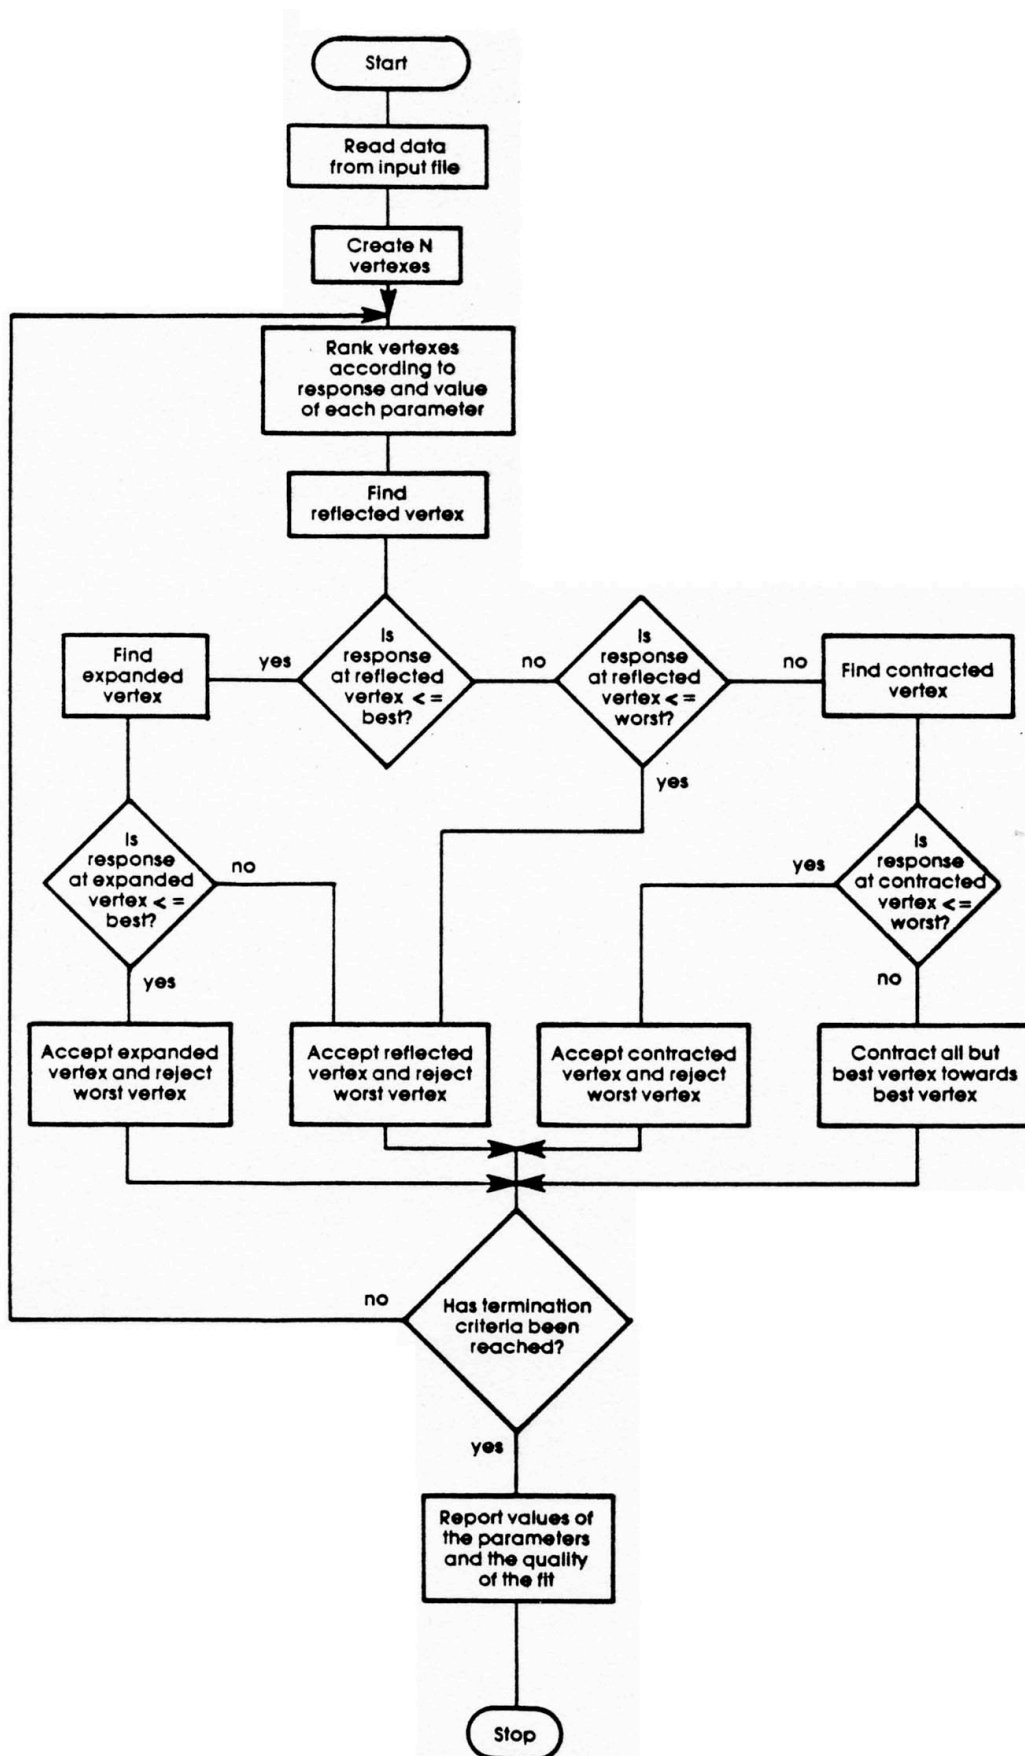 Start
Read data
from input file
Create N
vertexes
Rank vertexes
according to
response and value
of each parameter
Find
reflected vertex
Is
response
at reflected
vertex <=
best?
yes
no
Find
expanded
vertex
Is
response
at reflected
vertex <=
worst?
no
yes
Find contracted
vertex
Is
response
at expanded
vertex <=
best?
no
yes
Is
response
at contracted
vertex <=
worst?
yes
no
Accept expanded
vertex and reject
worst vertex
Accept reflected
vertex and reject
worst vertex
Accept contracted
vertex and reject
worst vertex
Contract all but
best vertex towards
best vertex
Has termination
criteria been
reached?
no
yes
Report values of
the parameters
and the quality
of the fit
Stop